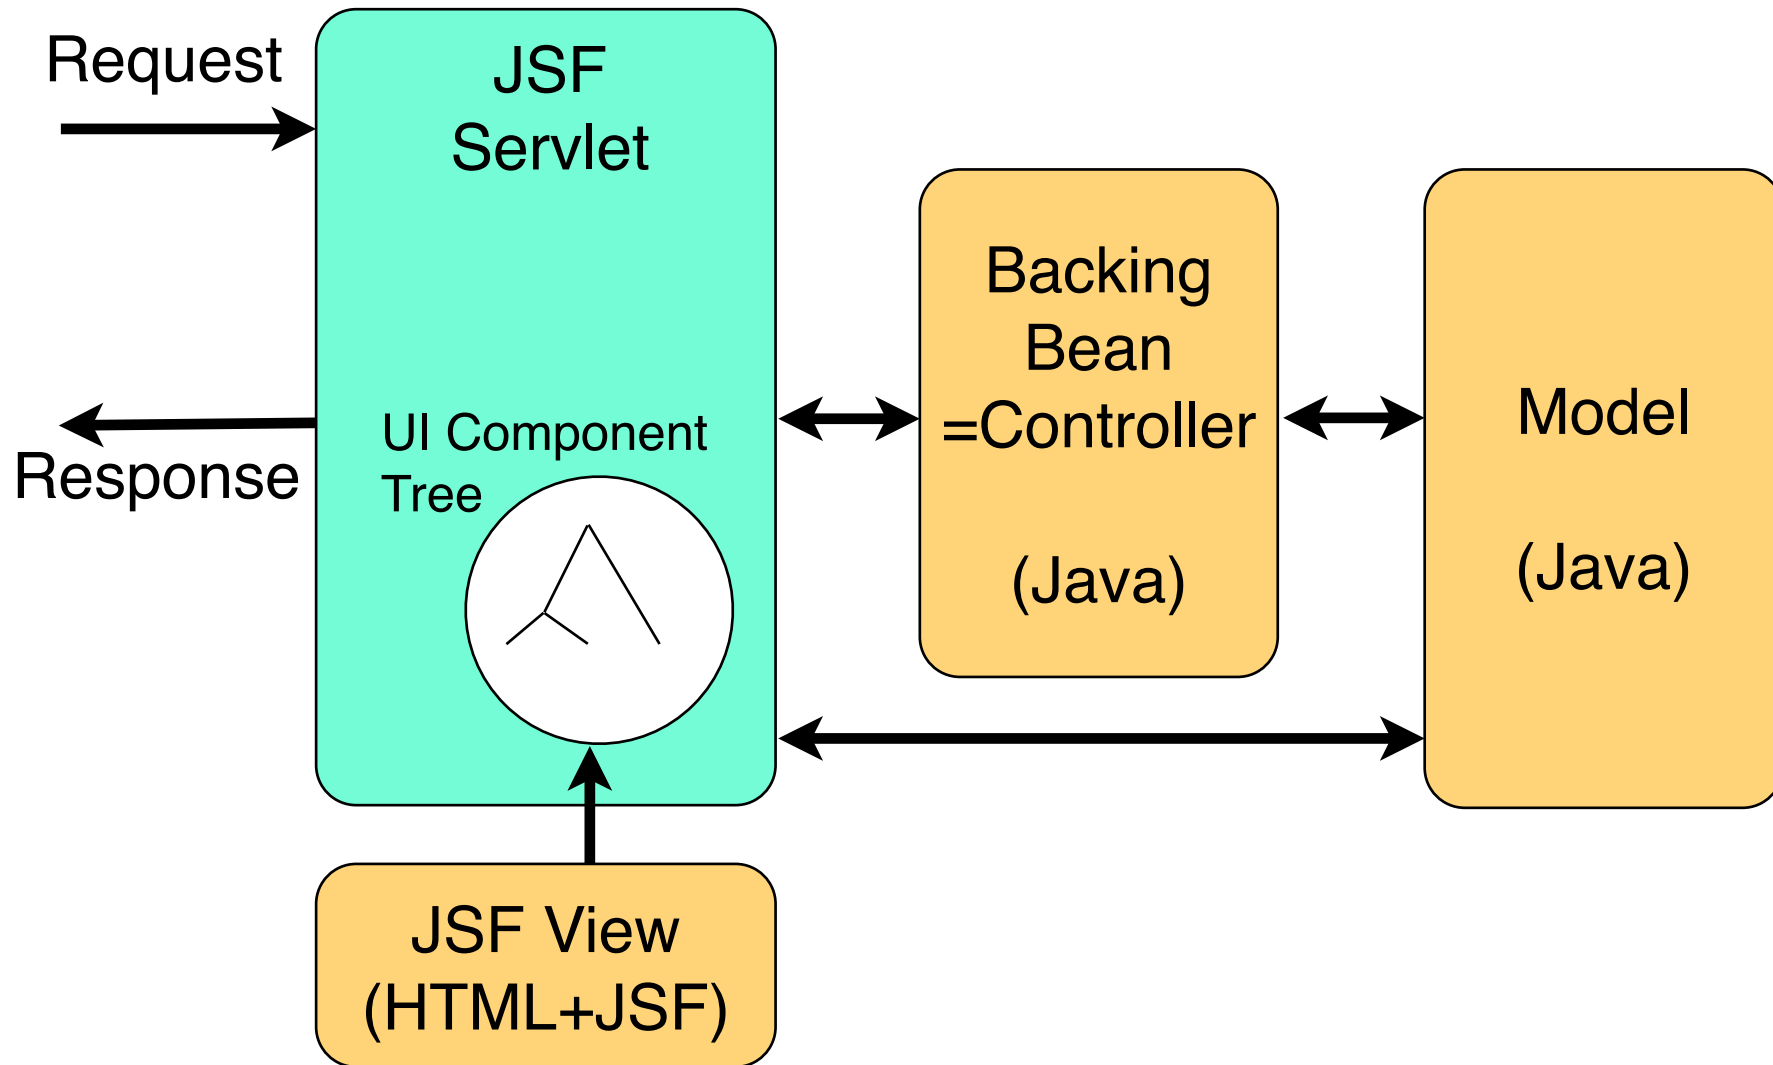 Request
JSF
Servlet
Response
UI Component
Tree
Backing
Bean
=Controller
(Java)
Model
(Java)
JSF View
(HTML+JSF)